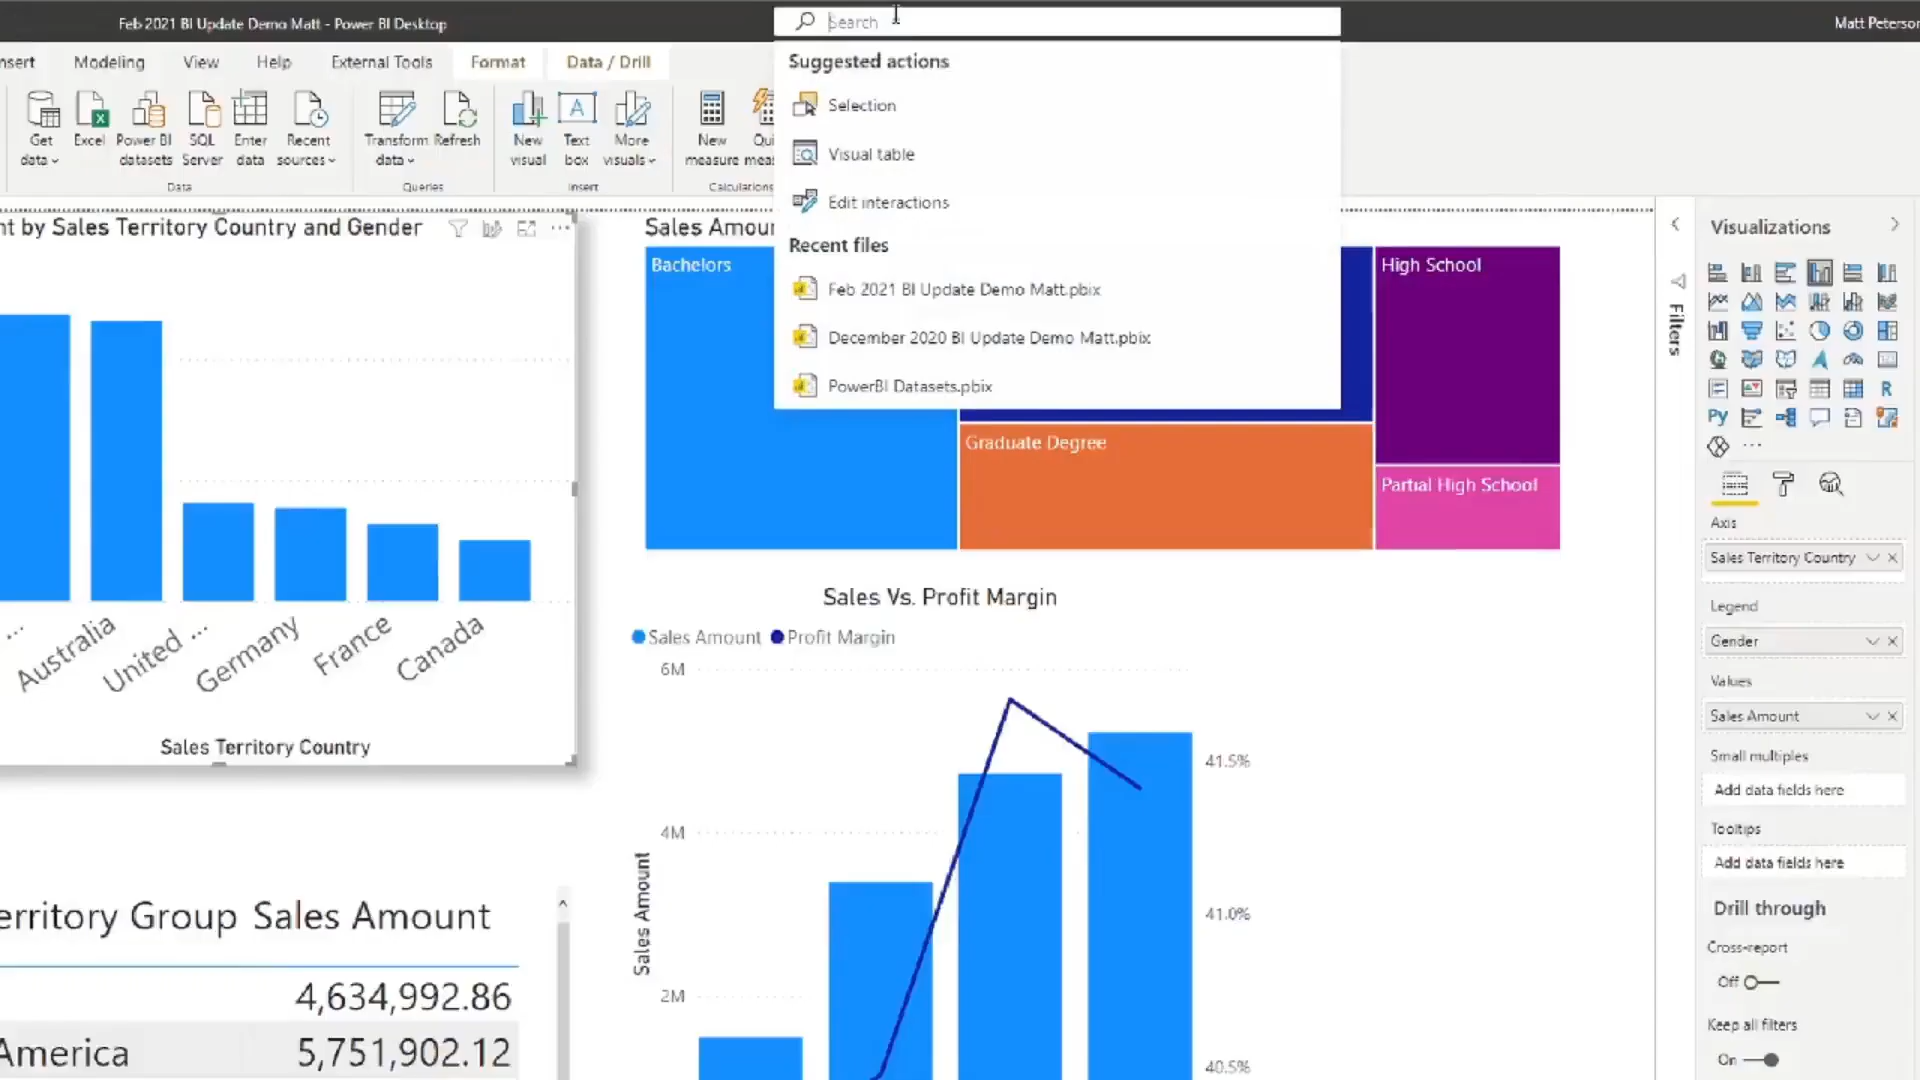 Feb 2021 BI Update Demo Matt - Power BI Desktop
Search
Matt Peterson
nsert
Modeling
View
Help
External Tools
Format
Data / Drill
Get data
Excel
Power BI datasets
SQL Server
Enter data
Recent sources
Transform data
Refresh
New visual
Text box
More visuals
New measure
Qui
mea
Data
Queries
Insert
Calculations
Suggested actions
Selection
Visual table
Edit interactions
Recent files
Feb 2021 BI Update Demo Matt.pbix
December 2020 BI Update Demo Matt.pbix
PowerBI Datasets.pbix
nt by Sales Territory Country and Gender
...
Australia
United ...
Germany
France
Canada
Sales Territory Country
Sales Amou
Bachelors
High School
Graduate Degree
Partial High School
Sales Vs. Profit Margin
Sales Amount
Profit Margin
6M
4M
2M
Sales Amount
41.5%
41.0%
40.5%
erritory Group
Sales Amount
4,634,992.86
America
5,751,902.12
Filters
Visualizations
R
Py
...
Axis
Sales Territory Country
Legend
Gender
Values
Sales Amount
Small multiples
Add data fields here
Tooltips
Add data fields here
Drill through
Cross-report
Off
Keep all filters
On